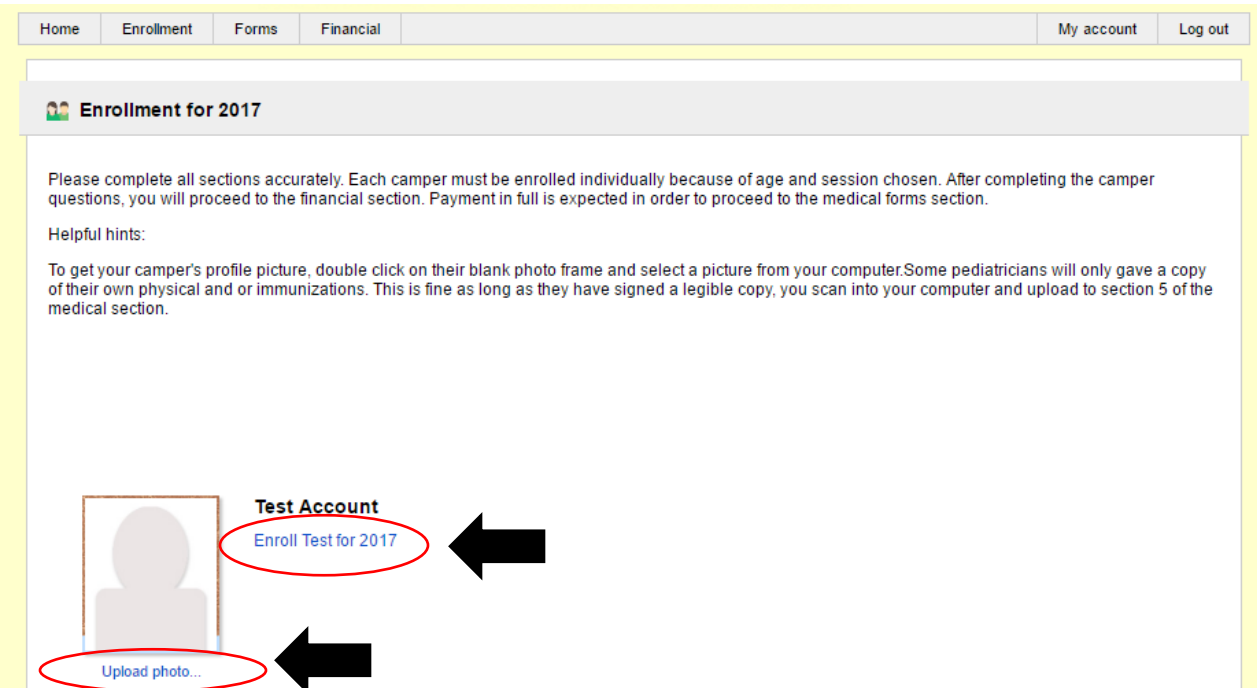 Home Enrollment Forms Financial My account Log out
Enrollment for 2017
Please complete all sections accurately. Each camper must be enrolled individually because of age and session chosen. After completing the camper
questions, you will proceed to the financial section. Payment in full is expected in order to proceed to the medical forms section.
Helpful hints:
To get your camper's profile picture, double click on their blank photo frame and select a picture from your computer.Some pediatricians will only gave a copy
of their own physical and or immunizations. This is fine as long as they have signed a legible copy, you scan into your computer and upload to section 5 of the
medical section.
Test Account
Enroll Test for 2017
Upload photo...